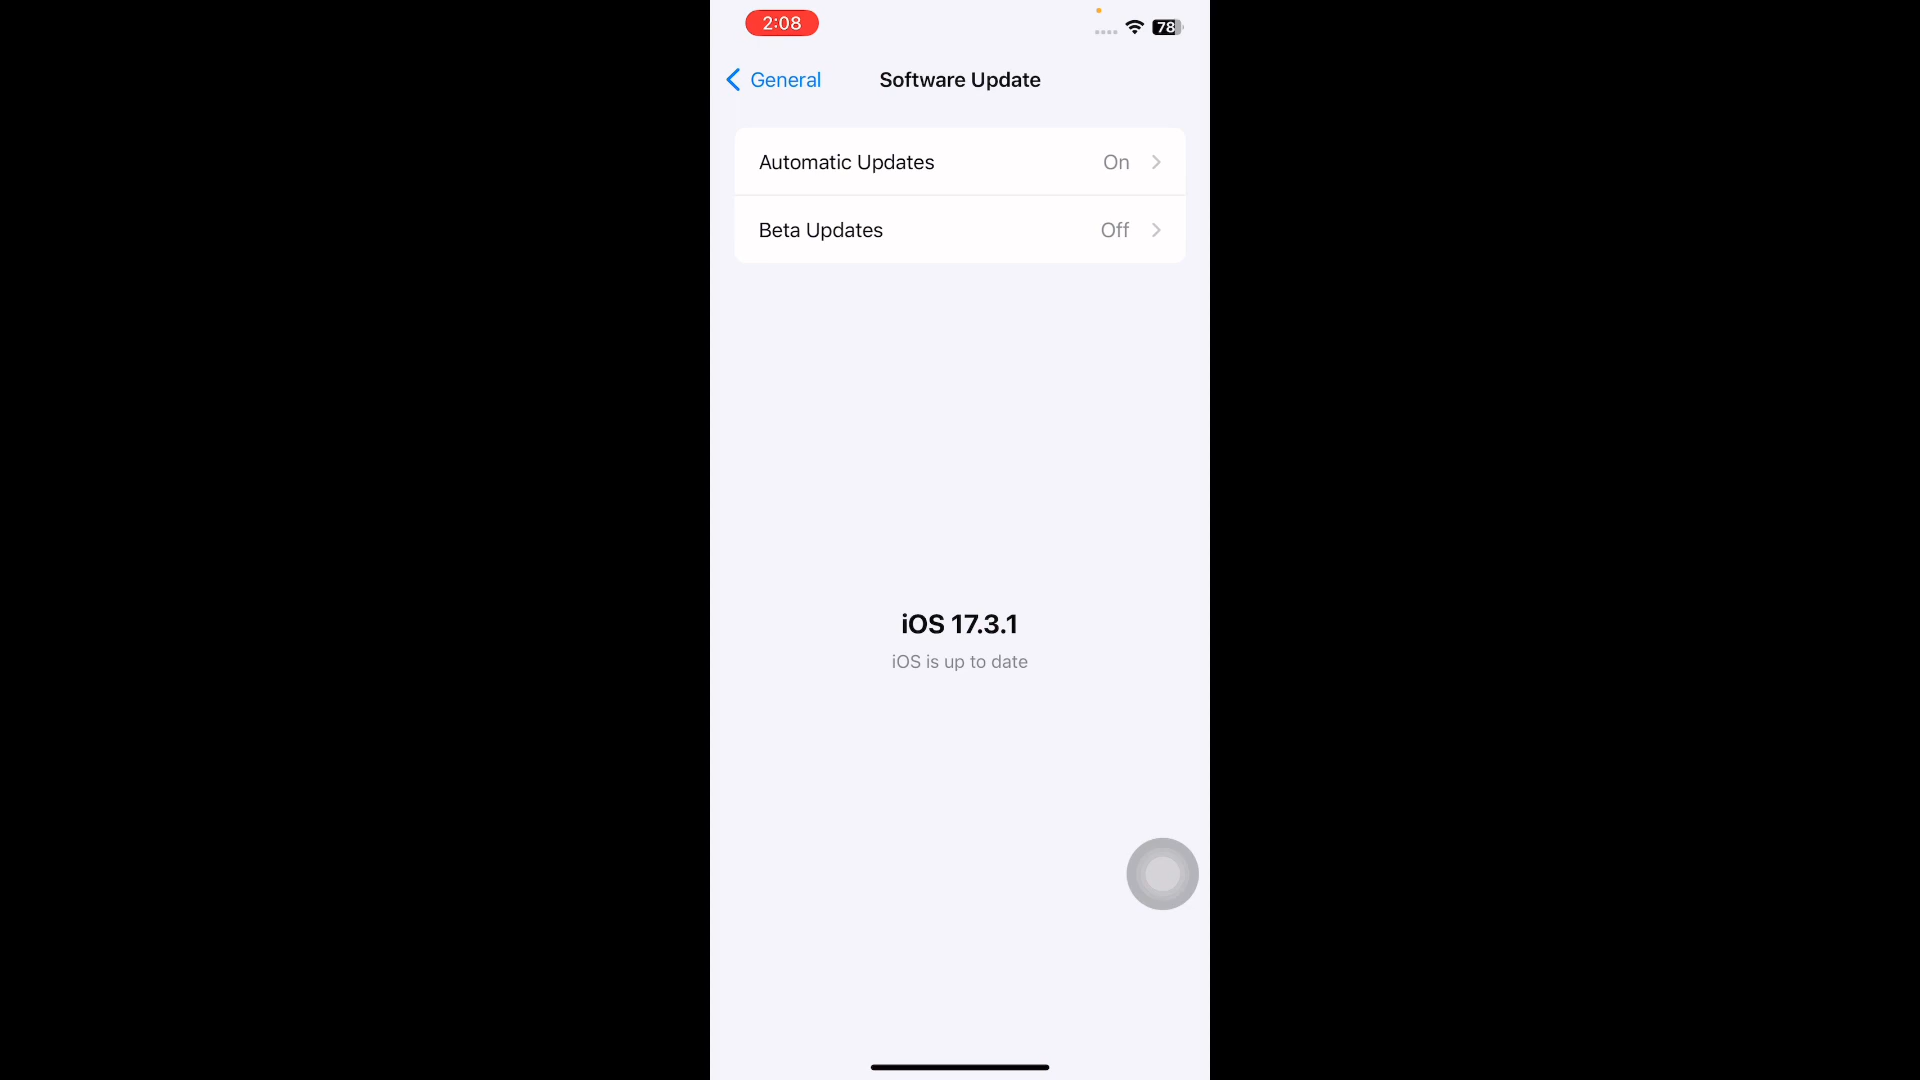 2:08
78
General
Software Update
Automatic Updates On
Beta Updates Off
iOS 17.3.1
iOS is up to date